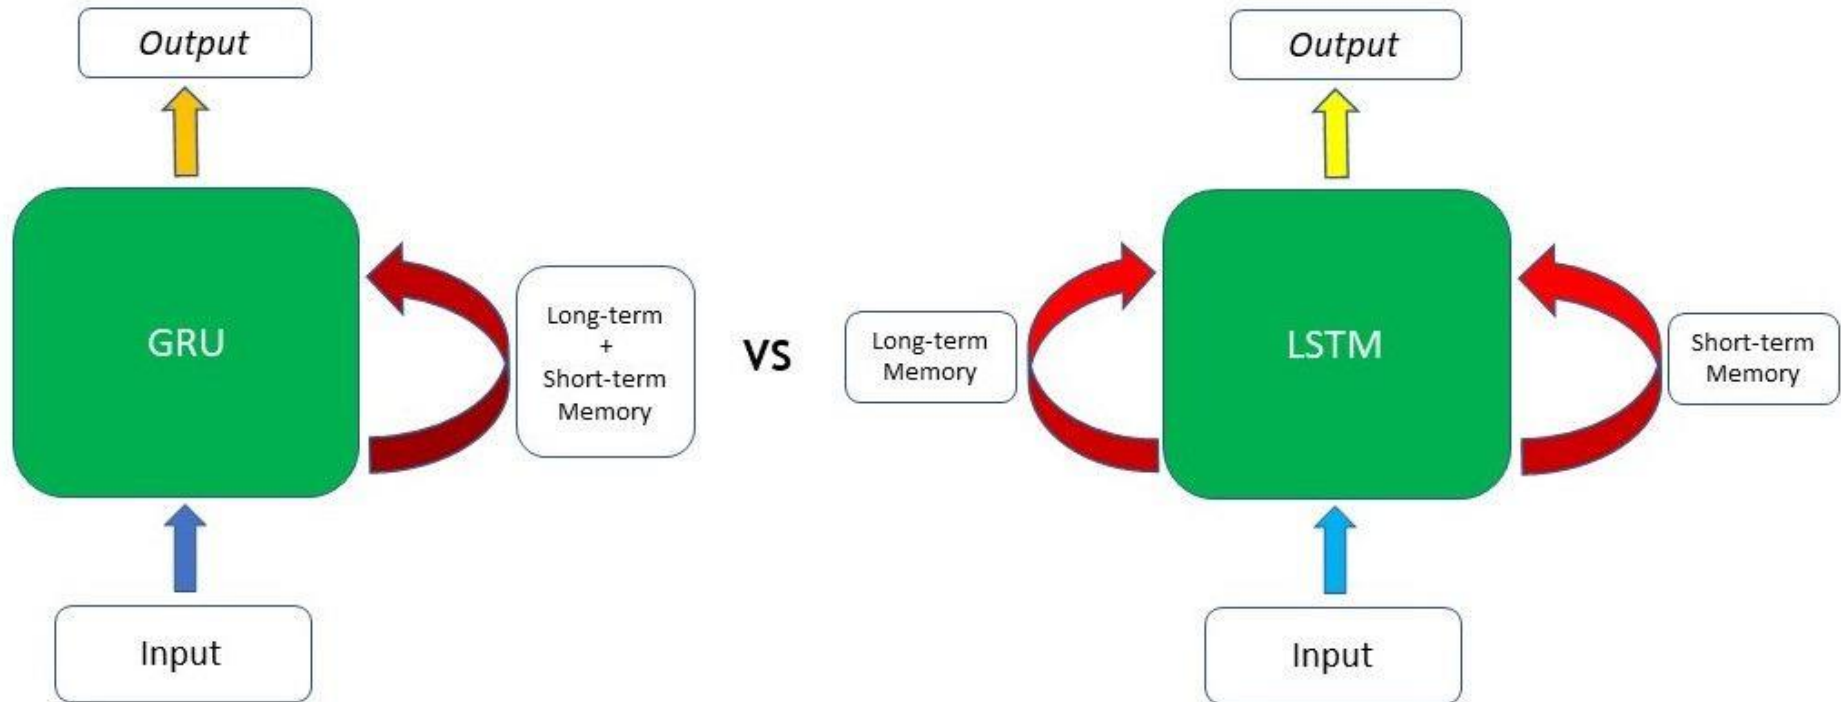 Output
GRU
Long-term
+
Short-term
Memory
Input
VS
Output
Long-term
Memory
LSTM
Short-term
Memory
Input